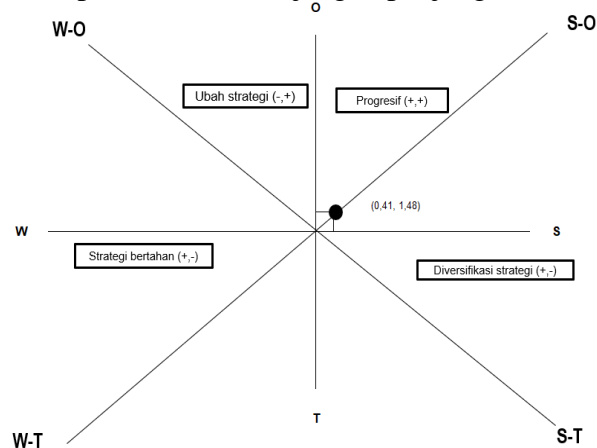 O
W-O
S-O
Ubah strategi (-,+)
Progresif (+,+)
(0,41, 1,48)
W
S
Strategi bertahan (+,-)
Diversifikasi strategi (+,-)
T
W-T
S-T